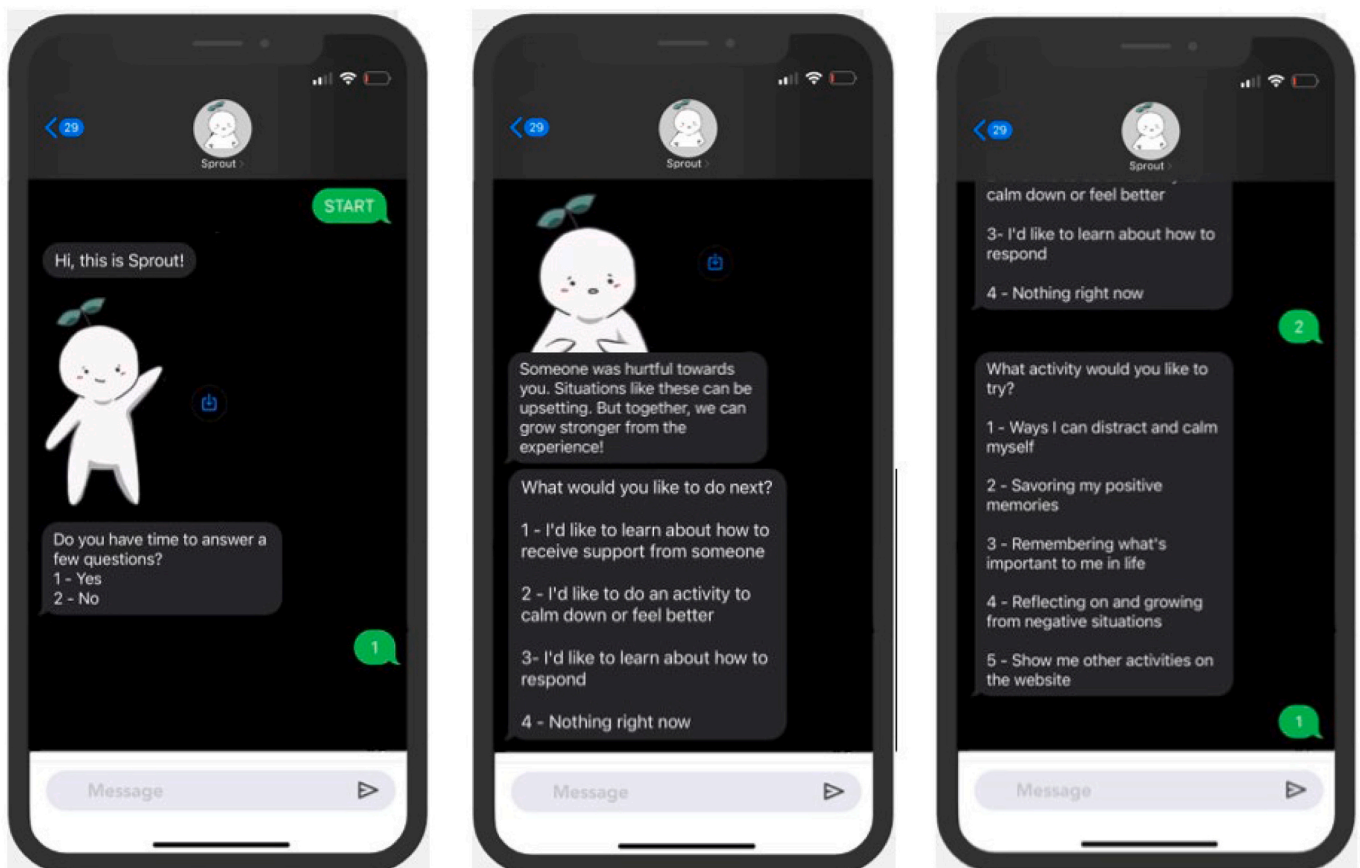 29
Sprout
START
Hi, this is Sprout!
Do you have time to answer a
few questions?
1 - Yes
2 - No
1
Message
29
Sprout
Someone was hurtful towards
you. Situations like these can be
upsetting. But together, we can
grow stronger from the
experience!
What would you like to do next?
1 - I'd like to learn about how to
receive support from someone
2 - I'd like to do an activity to
calm down or feel better
3- I'd like to learn about how to
respond
4 - Nothing right now
Message
29
Sprout
calm down or feel better
3- I'd like to learn about how to
respond
4 - Nothing right now
2
What activity would you like to
try?
1 - Ways I can distract and calm
myself
2 - Savoring my positive
memories
3 - Remembering what's
important to me in life
4 - Reflecting on and growing
from negative situations
5 - Show me other activities on
the website
1
Message